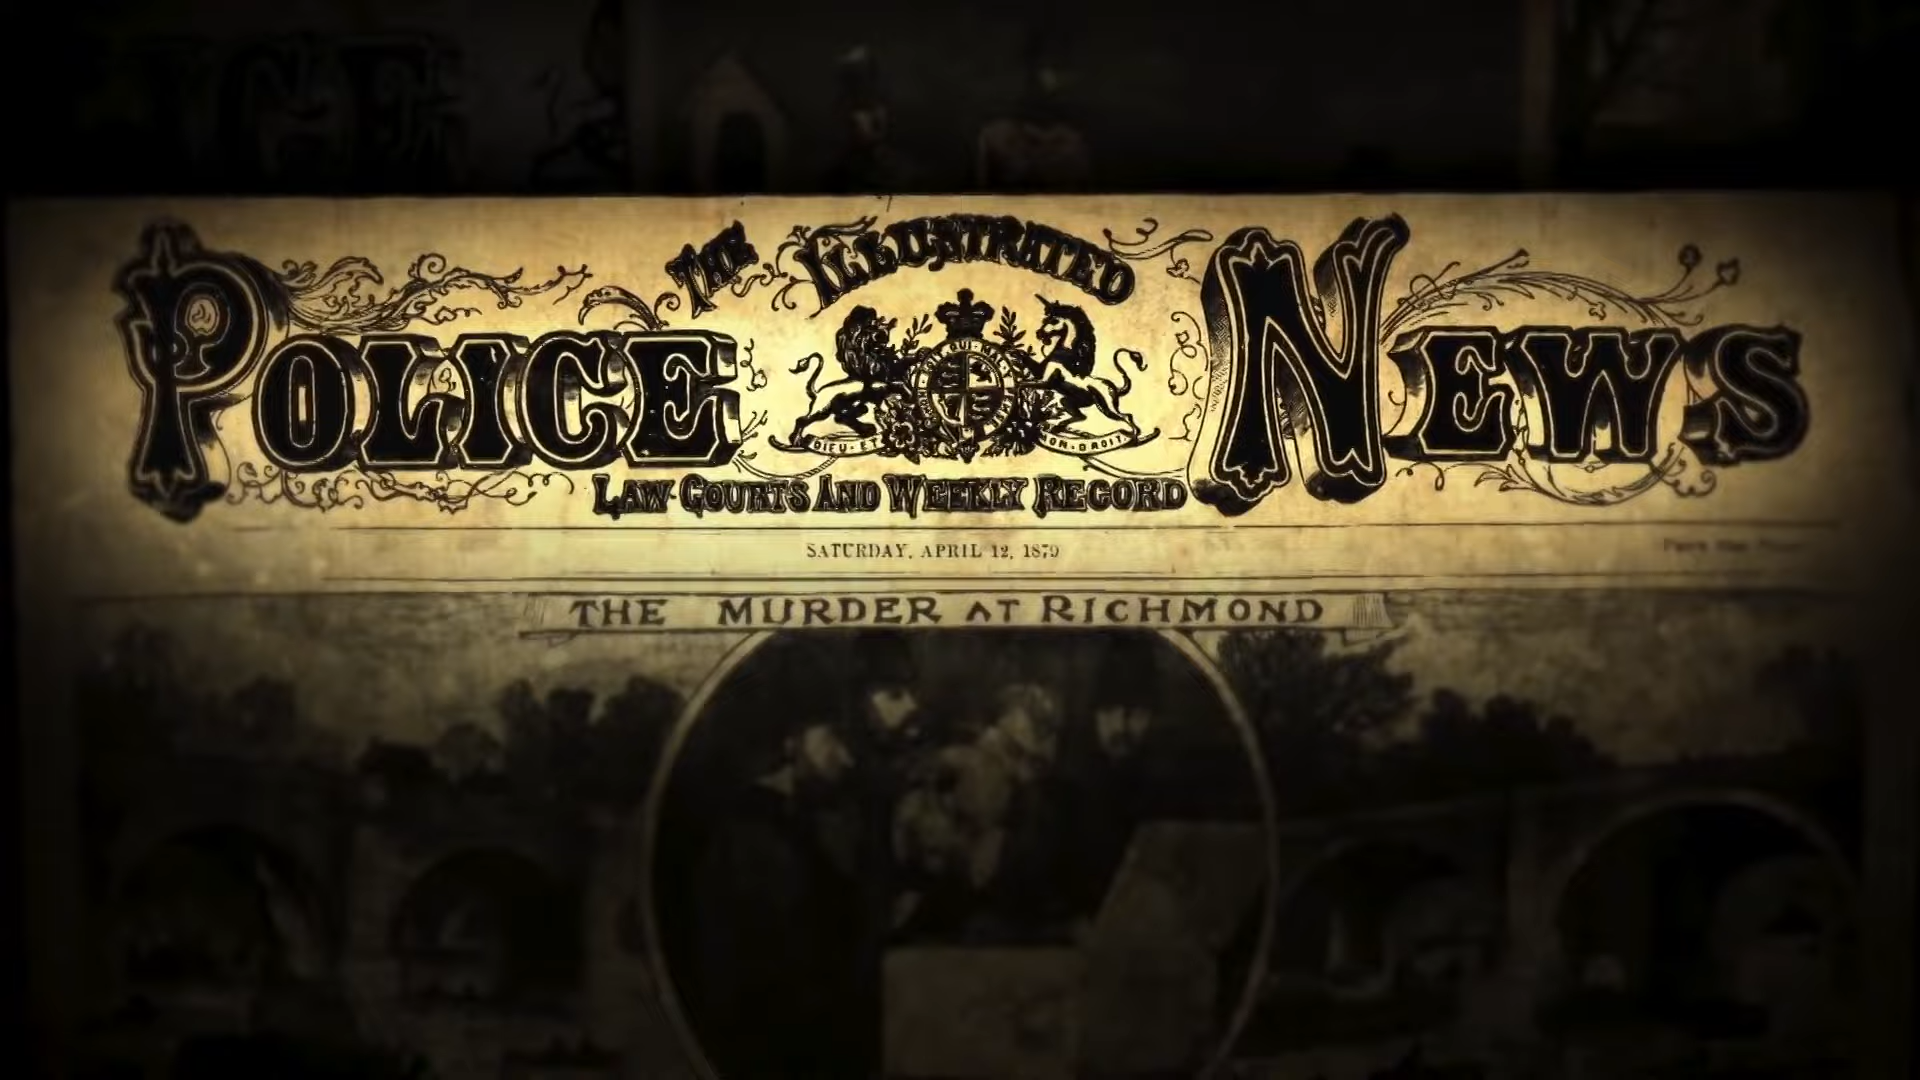 THE ILLUSTRATED
POLICE NEWS
DIEU·ET MON·DROIT
LAW·COURTS AND WEEKLY RECORD
SATURDAY, APRIL 12, 1879
THE MURDER AT RICHMOND